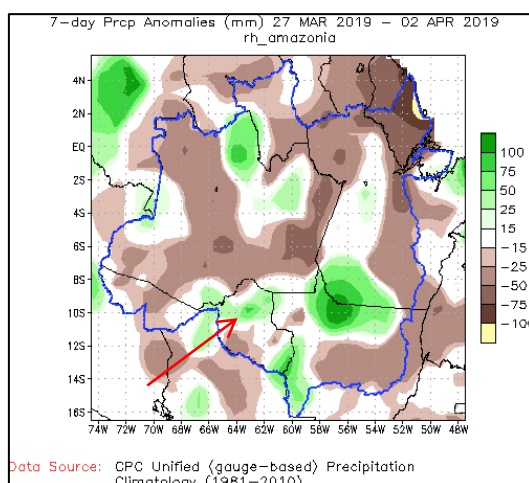 7-day Prcp Anomalies (mm) 27 MAR 2019 – 02 APR 2019
rh_amazonia
4N
2N
EQ
2S
4S
6S
8S
10S
12S
14S
16S
74W 72W 70W 68W 66W 64W 62W 60W 58W 56W 54W 52W 50W 48W
100
75
50
25
15
-15
-25
-50
-75
-100
Data Source: CPC Unified (gauge-based) Precipitation
Climatology (1981-2010)